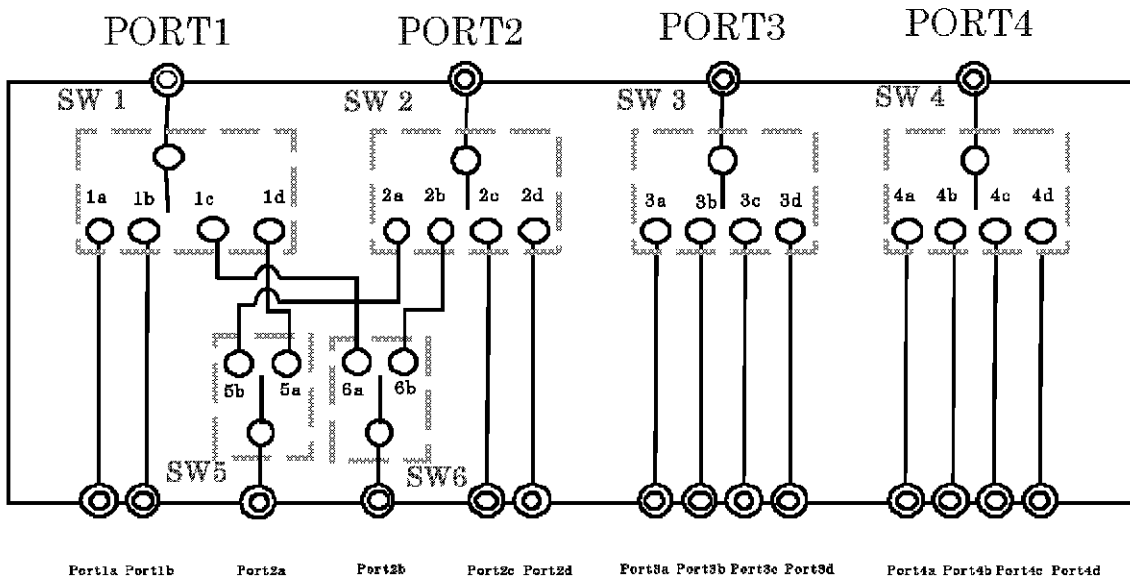 PORT1 PORT2 PORT3 PORT4
SW 1 SW 2 SW 3 SW 4
1a 1b 1c 1d 2a 2b 2c 2d 3a 3b 3c 3d 4a 4b 4c 4d
5b 5a 6a 6b
SW5 SW6
Port1a Port1b Port2a Port2b Port2c Port2d Port3a Port3b Port3c Port3d Port4a Port4b Port4c Port4d